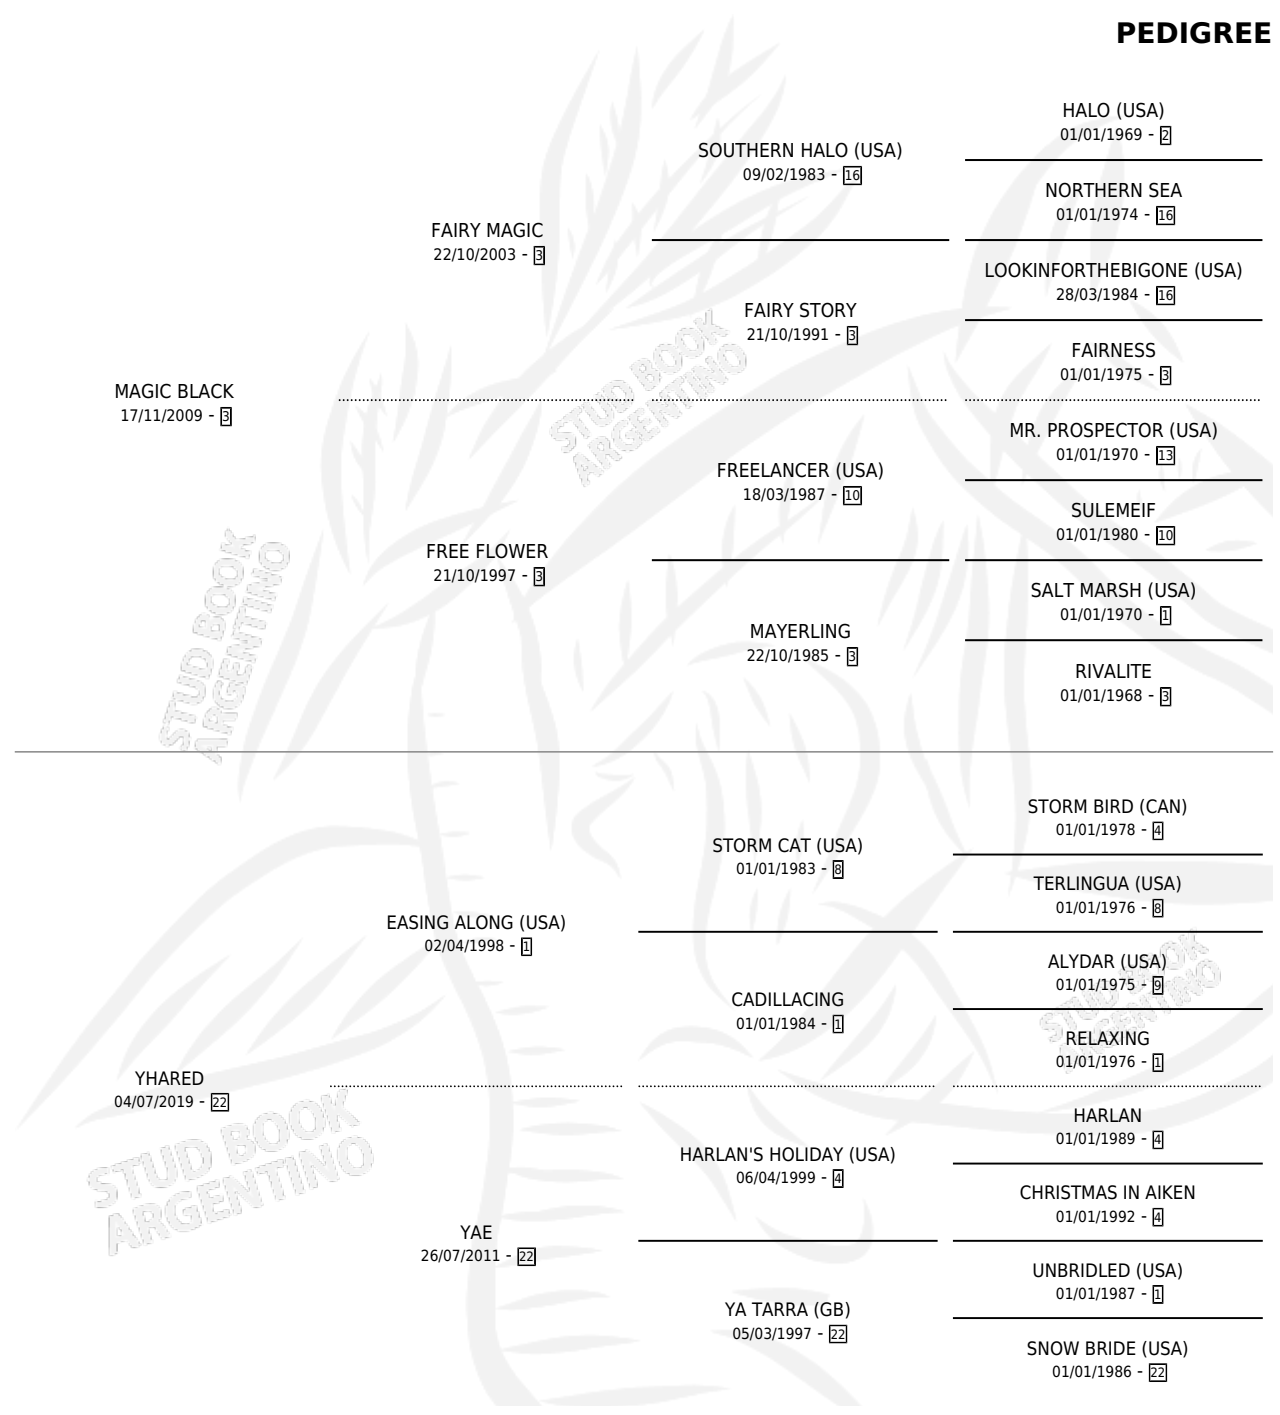 PEDIGREE
HALO (USA)
01/01/1969 - 2
SOUTHERN HALO (USA)
09/02/1983 - 16
NORTHERN SEA
01/01/1974 - 16
FAIRY MAGIC
22/10/2003 - 3
LOOKINFORTHEBIGONE (USA)
28/03/1984 - 16
FAIRY STORY
21/10/1991 - 3
FAIRNESS
01/01/1975 - 3
MAGIC BLACK
17/11/2009 - 3
STUD BOOK
ARGENTINO
MR. PROSPECTOR (USA)
01/01/1970 - 13
FREELANCER (USA)
18/03/1987 - 10
SULEMEIF
01/01/1980 - 10
FREE FLOWER
21/10/1997 - 3
SALT MARSH (USA)
01/01/1970 - 1
MAYERLING
22/10/1985 - 3
RIVALITE
01/01/1968 - 3
STUD BOOK
ARGENTINO
STORM BIRD (CAN)
01/01/1978 - 4
STORM CAT (USA)
01/01/1983 - 8
TERLINGUA (USA)
01/01/1976 - 8
EASING ALONG (USA)
02/04/1998 - 1
ALYDAR (USA)
01/01/1975 - 9
CADILLACING
01/01/1984 - 1
RELAXING
01/01/1976 - 1
STUD BOOK
ARGENTINO
YHARED
04/07/2019 - 22
HARLAN
01/01/1989 - 4
HARLAN'S HOLIDAY (USA)
06/04/1999 - 4
CHRISTMAS IN AIKEN
01/01/1992 - 4
STUD BOOK
ARGENTINO
YAE
26/07/2011 - 22
UNBRIDLED (USA)
01/01/1987 - 1
YA TARRA (GB)
05/03/1997 - 22
SNOW BRIDE (USA)
01/01/1986 - 22